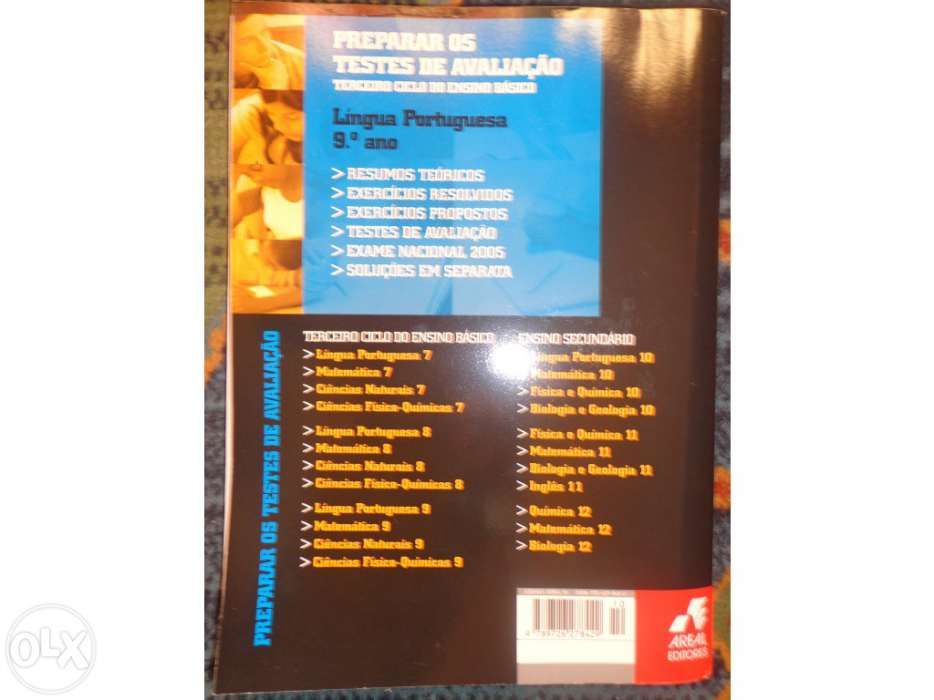 PREPARAR OS
TESTES DE AVALIAÇÃO
TERCEIRO CICLO DO ENSINO BÁSICO
Língua Portuguesa
9.º ano
> RESUMOS TEÓRICOS
> EXERCÍCIOS RESOLVIDOS
> EXERCÍCIOS PROPOSTOS
> TESTES DE AVALIAÇÃO
> EXAME NACIONAL 2005
> SOLUÇÕES EM SEPARATA
PREPARAR OS TESTES DE AVALIAÇÃO
TERCEIRO CICLO DO ENSINO BÁSICO
> Língua Portuguesa 7
> Matemática 7
> Ciências Naturais 7
> Ciências Físico-Químicas 7
> Língua Portuguesa 8
> Matemática 8
> Ciências Naturais 8
> Ciências Físico-Químicas 8
> Língua Portuguesa 9
> Matemática 9
> Ciências Naturais 9
> Ciências Físico-Químicas 9
ENSINO SECUNDÁRIO
> Língua Portuguesa 10
> Matemática 10
> Física e Química 10
> Biologia e Geologia 10
> Física e Química 11
> Matemática 11
> Biologia e Geologia 11
> Inglês 11
> Química 12
> Matemática 12
> Biologia 12
AREAL
EDITORES
OLX